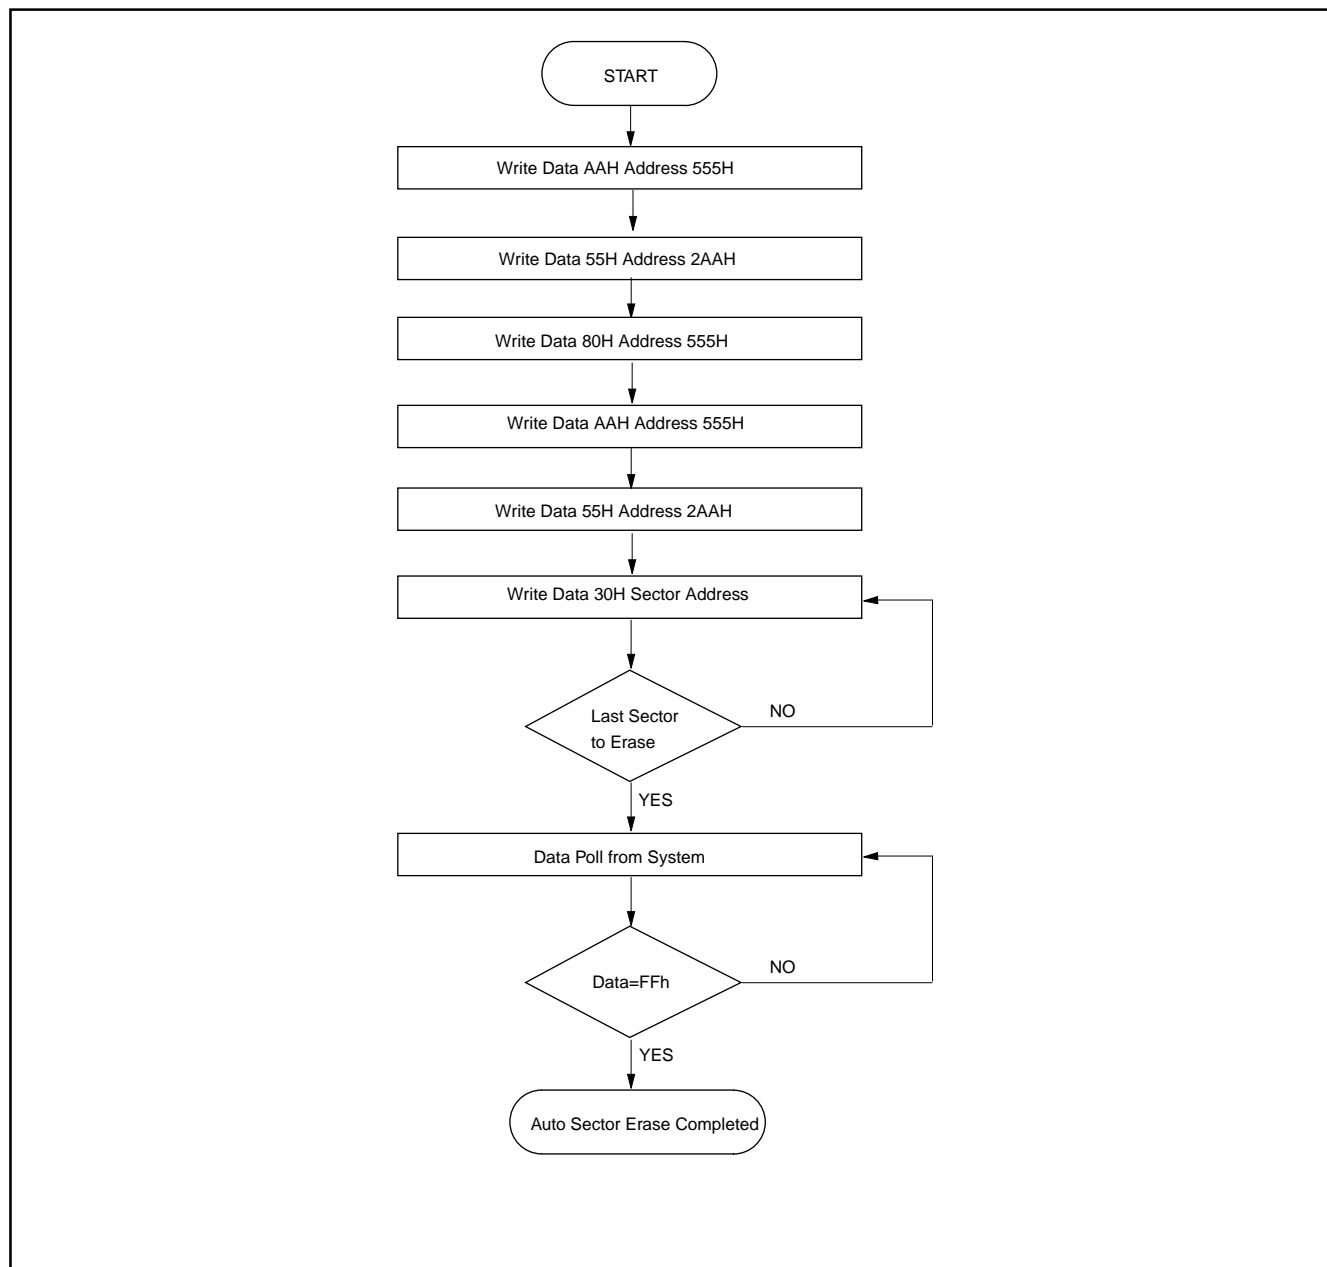 START
Write Data AAH Address 555H
Write Data 55H Address 2AAH
Write Data 80H Address 555H
Write Data AAH Address 555H
Write Data 55H Address 2AAH
Write Data 30H Sector Address
Last Sector
to Erase
NO
YES
Data Poll from System
Data=FFh
NO
YES
Auto Sector Erase Completed